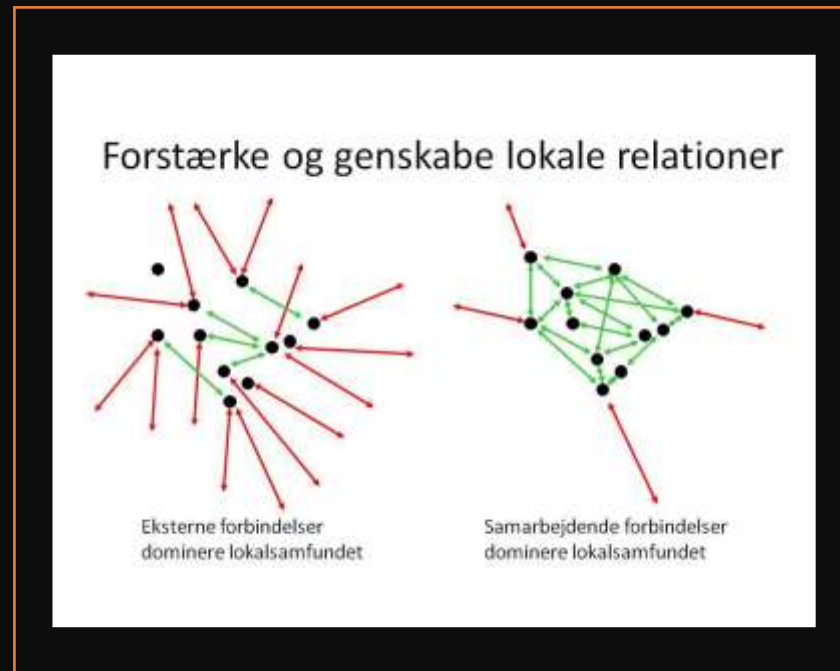 Forstærke og genskabe lokale relationer
Eksterne forbindelser
dominere lokalsamfundet
Samarbejdende forbindelser
dominere lokalsamfundet